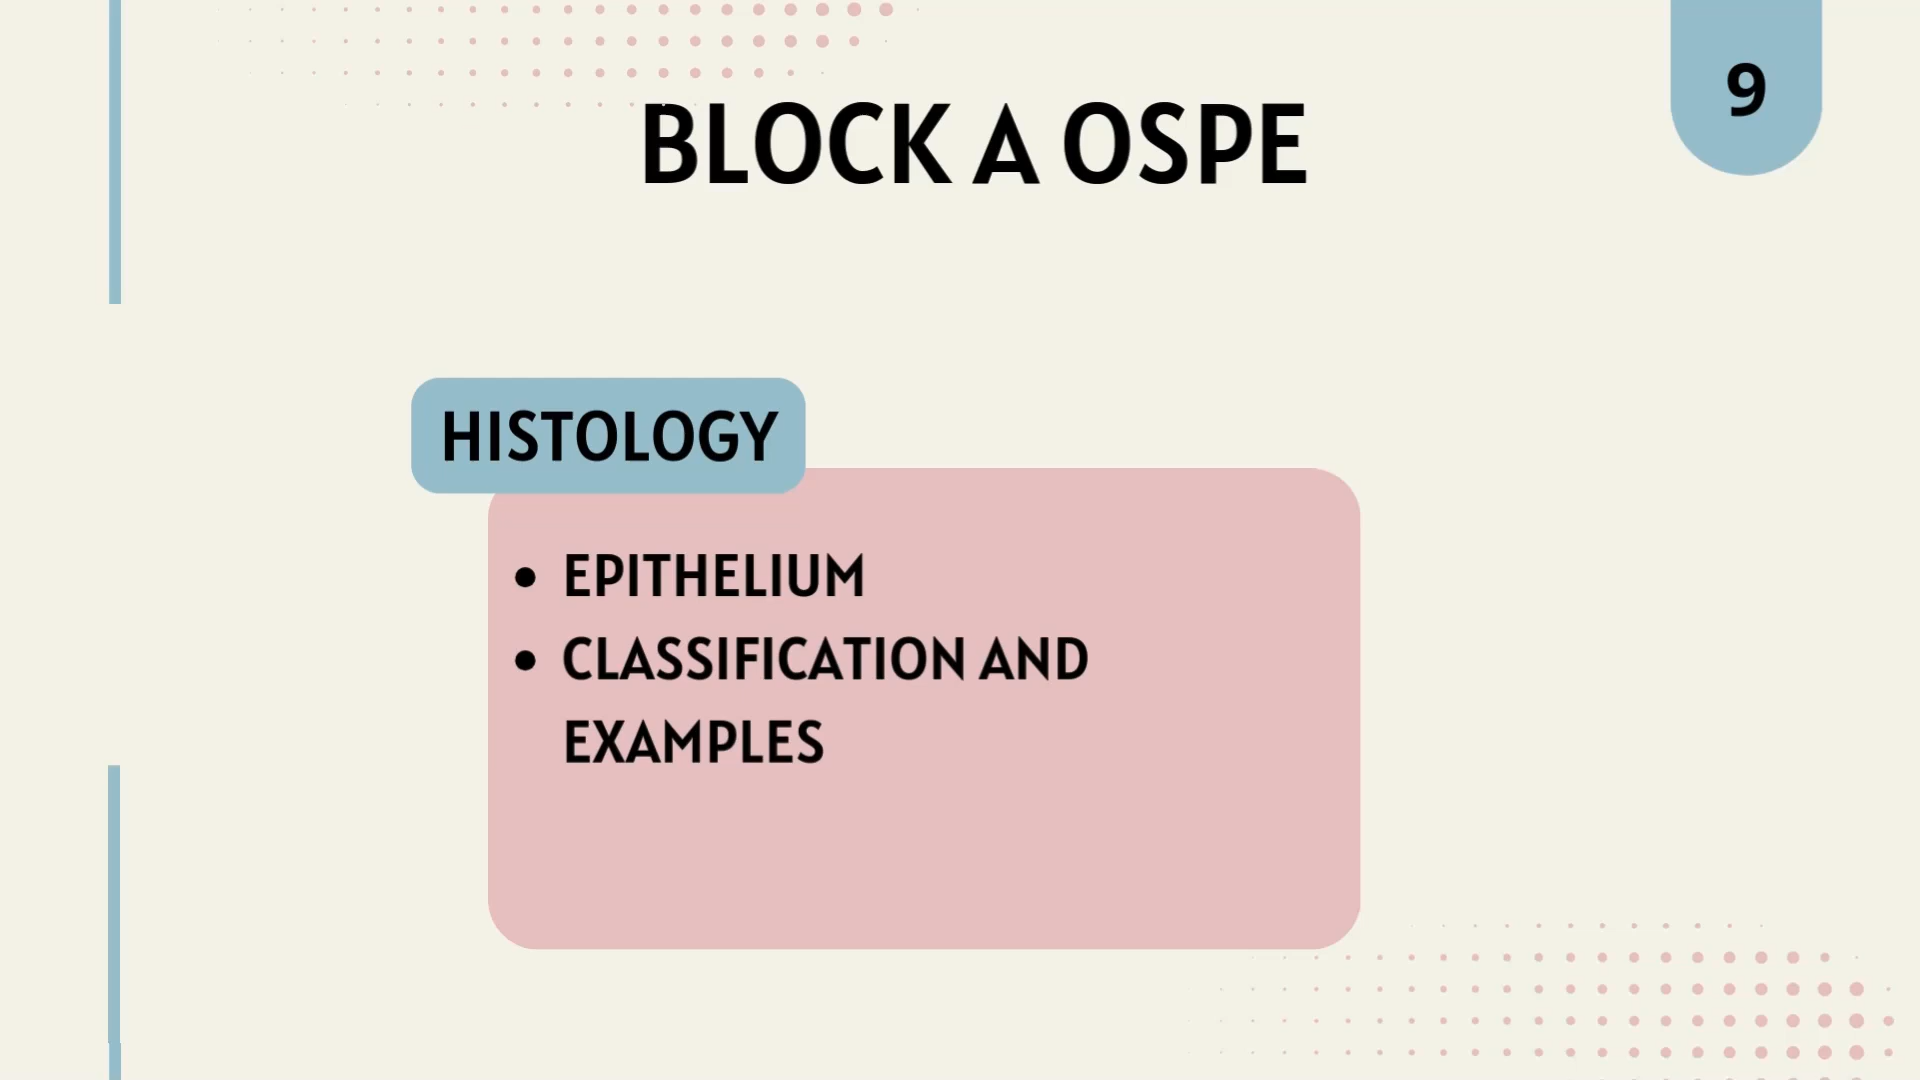 9
BLOCK A OSPE
HISTOLOGY
• EPITHELIUM
• CLASSIFICATION AND
EXAMPLES